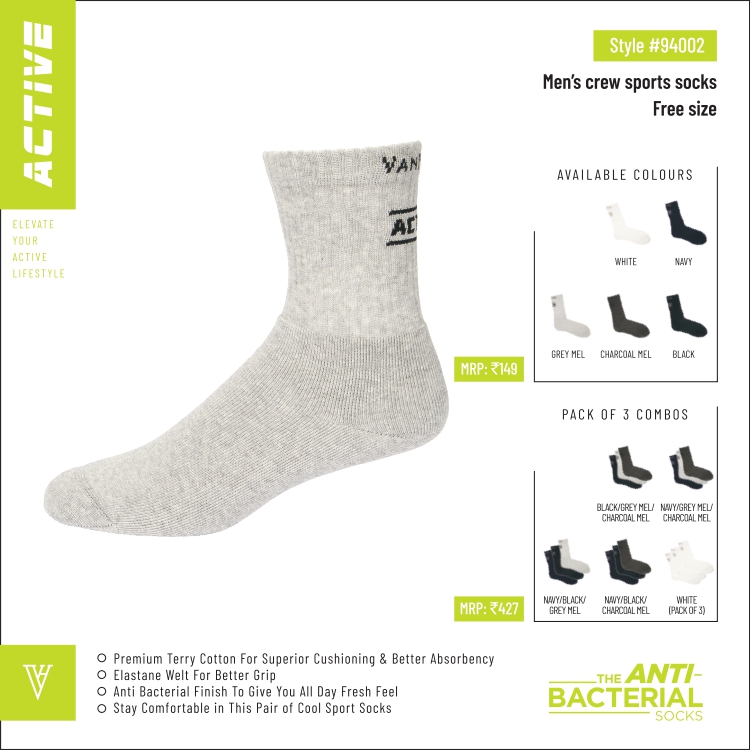 ACTIVE
ELEVATE
YOUR
ACTIVE
LIFESTYLE
Style #94002
Men's crew sports socks
Free size
AVAILABLE COLOURS
WHITE
NAVY
GREY MEL
CHARCOAL MEL
BLACK
MRP: ₹149
PACK OF 3 COMBOS
BLACK/GREY MEL/
CHARCOAL MEL
NAVY/GREY MEL/
CHARCOAL MEL
NAVY/BLACK/
GREY MEL
NAVY/BLACK/
CHARCOAL MEL
WHITE
(PACK OF 3)
MRP: ₹427
Premium Terry Cotton For Superior Cushioning & Better Absorbency
Elastane Welt For Better Grip
Anti Bacterial Finish To Give You All Day Fresh Feel
Stay Comfortable in This Pair of Cool Sport Socks
THE ANTI-
BACTERIAL
SOCKS